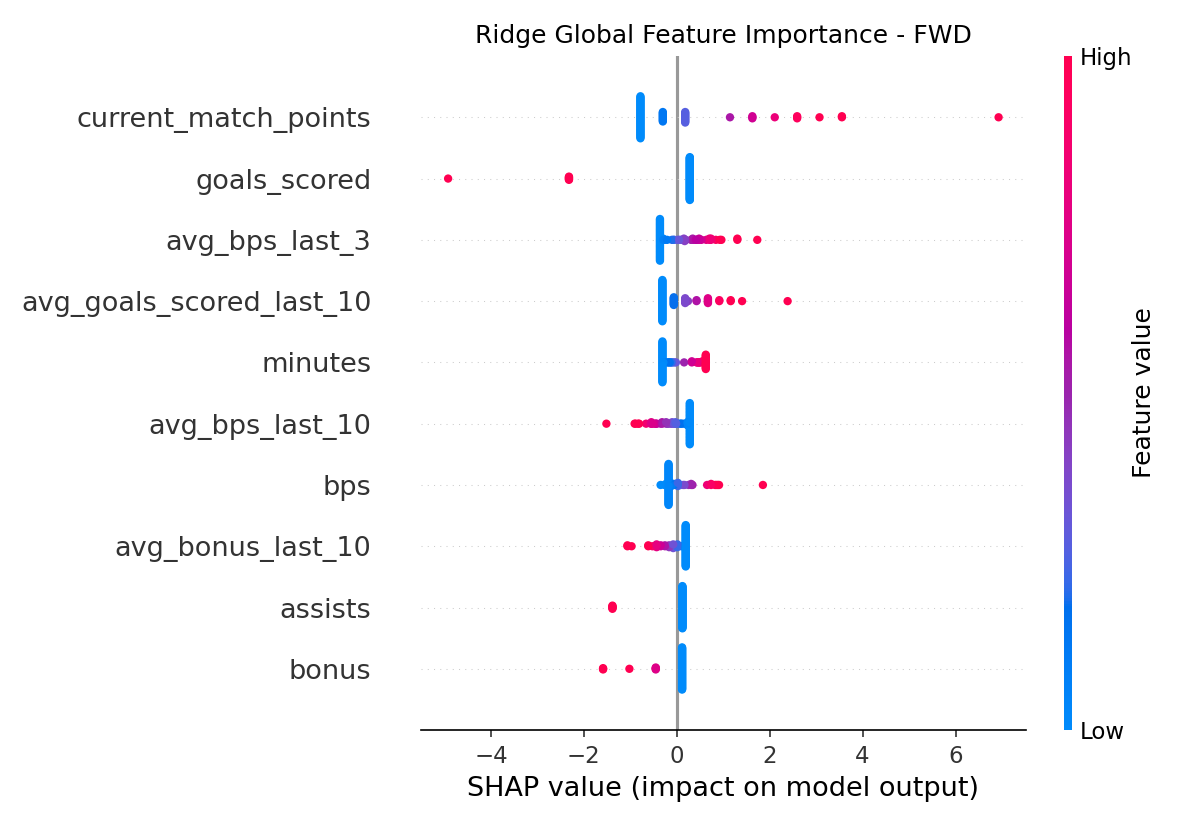 Ridge Global Feature Importance - FWD
High
current_match_points
goals_scored
avg_bps_last_3
avg_goals_scored_last_10
minutes
avg_bps_last_10
bps
avg_bonus_last_10
assists
bonus
Feature value
Low
−4 −2 0 2 4 6
SHAP value (impact on model output)